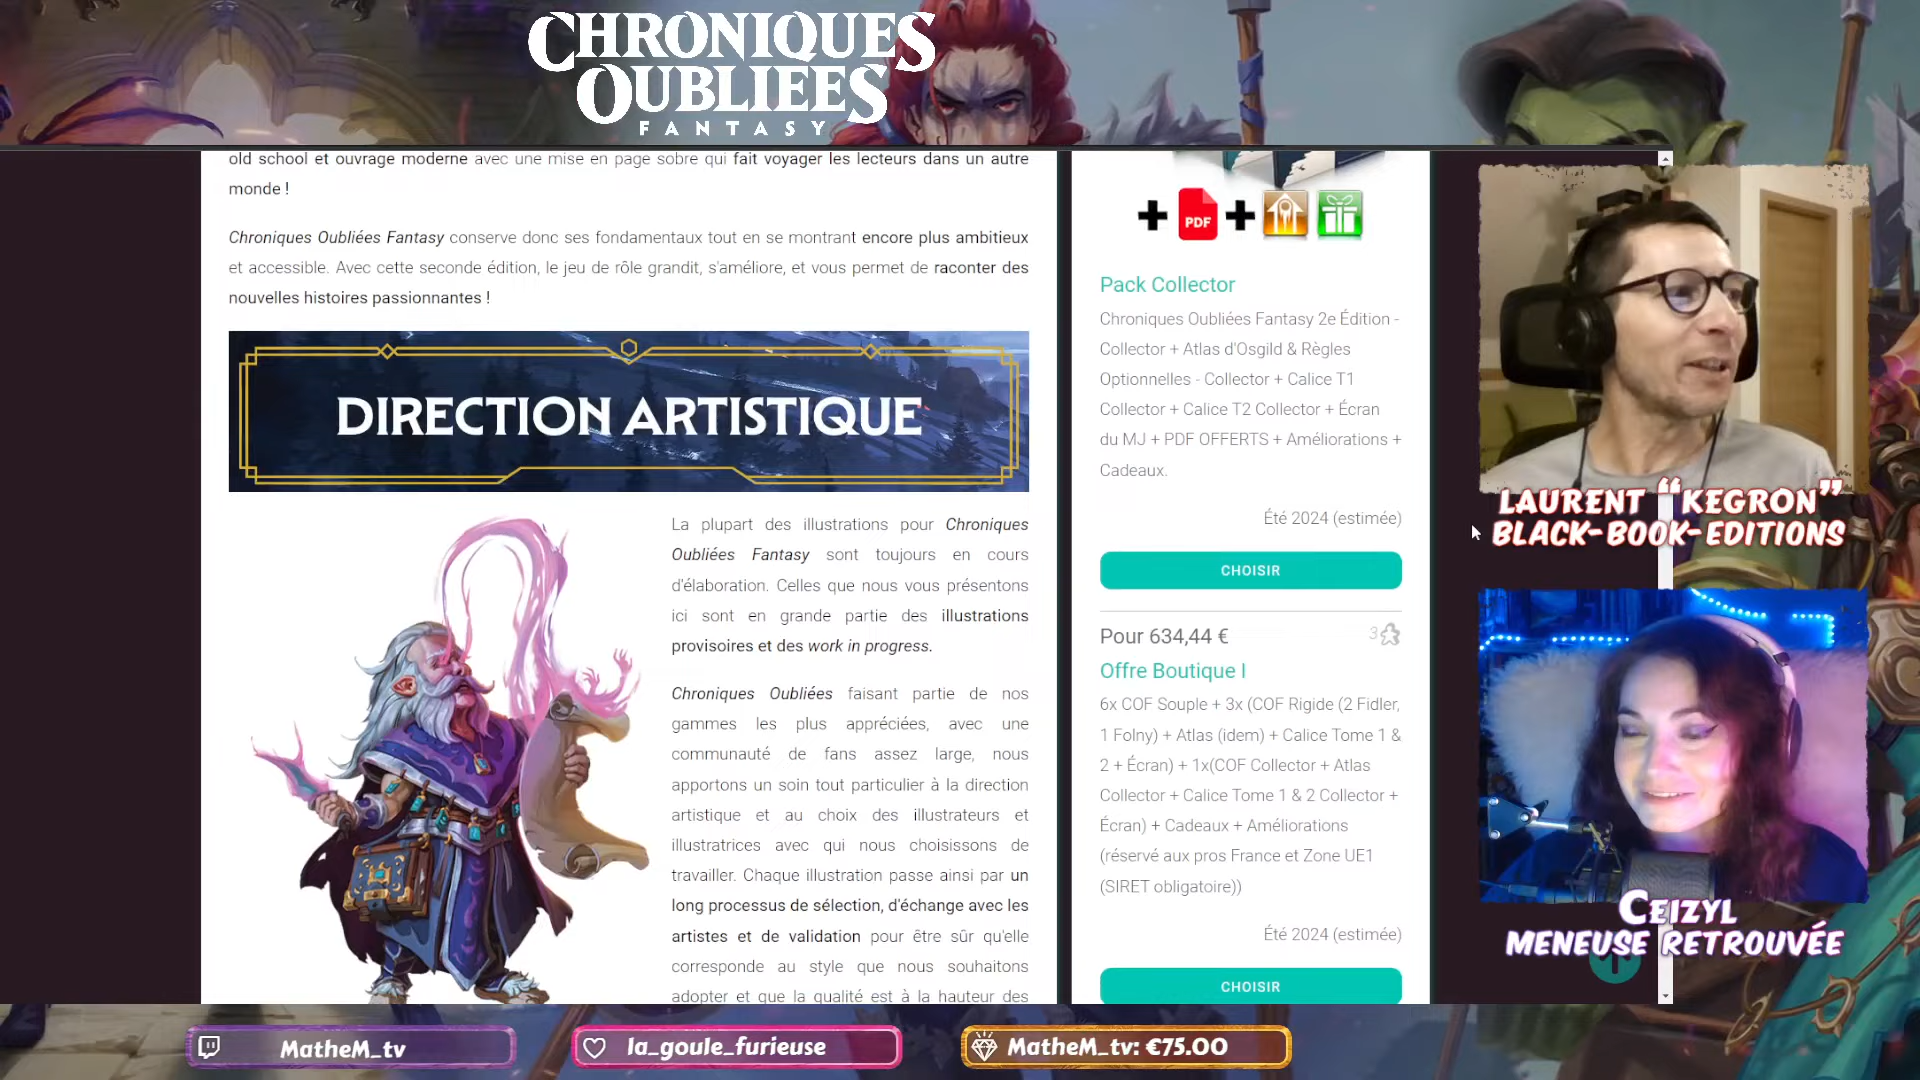 CHRONIQUES
OUBLIÉES
FANTASY
old school et ouvrage moderne avec une mise en page sobre qui fait voyager les lecteurs dans un autre
monde !
Chroniques Oubliées Fantasy conserve donc ses fondamentaux tout en se montrant encore plus ambitieux
et accessible. Avec cette seconde édition, le jeu de rôle grandit, s'améliore, et vous permet de raconter des
nouvelles histoires passionnantes !
DIRECTION ARTISTIQUE
La plupart des illustrations pour Chroniques
Oubliées Fantasy sont toujours en cours
d'élaboration. Celles que nous vous présentons
ici sont en grande partie des illustrations
provisoires et des work in progress.
Chroniques Oubliées faisant partie de nos
gammes les plus appréciées, avec une
communauté de fans assez large, nous
apportons un soin tout particulier à la direction
artistique et au choix des illustrateurs et
illustratrices avec qui nous choisissons de
travailler. Chaque illustration passe ainsi par un
long processus de sélection, d'échange avec les
artistes et de validation pour être sûr qu'elle
corresponde au style que nous souhaitons
adopter et que la qualité est à la hauteur des
PDF
Pack Collector
Chroniques Oubliées Fantasy 2e Édition -
Collector + Atlas d'Osgild & Règles
Optionnelles - Collector + Calice T1
Collector + Calice T2 Collector + Écran
du MJ + PDF OFFERTS + Améliorations +
Cadeaux.
Été 2024 (estimée)
CHOISIR
Pour 634,44 €
3
Offre Boutique I
6x COF Souple + 3x (COF Rigide (2 Fidler,
1 Folny) + Atlas (idem) + Calice Tome 1 &
2 + Écran) + 1x(COF Collector + Atlas
Collector + Calice Tome 1 & 2 Collector +
Écran) + Cadeaux + Améliorations
(réservé aux pros France et Zone UE1
(SIRET obligatoire))
Été 2024 (estimée)
CHOISIR
LAURENT "KEGRON"
BLACK-BOOK-EDITIONS
CEIZYL
MENEUSE RETROUVÉE
MatheM_tv
la_goule_furieuse
MatheM_tv: €75.00